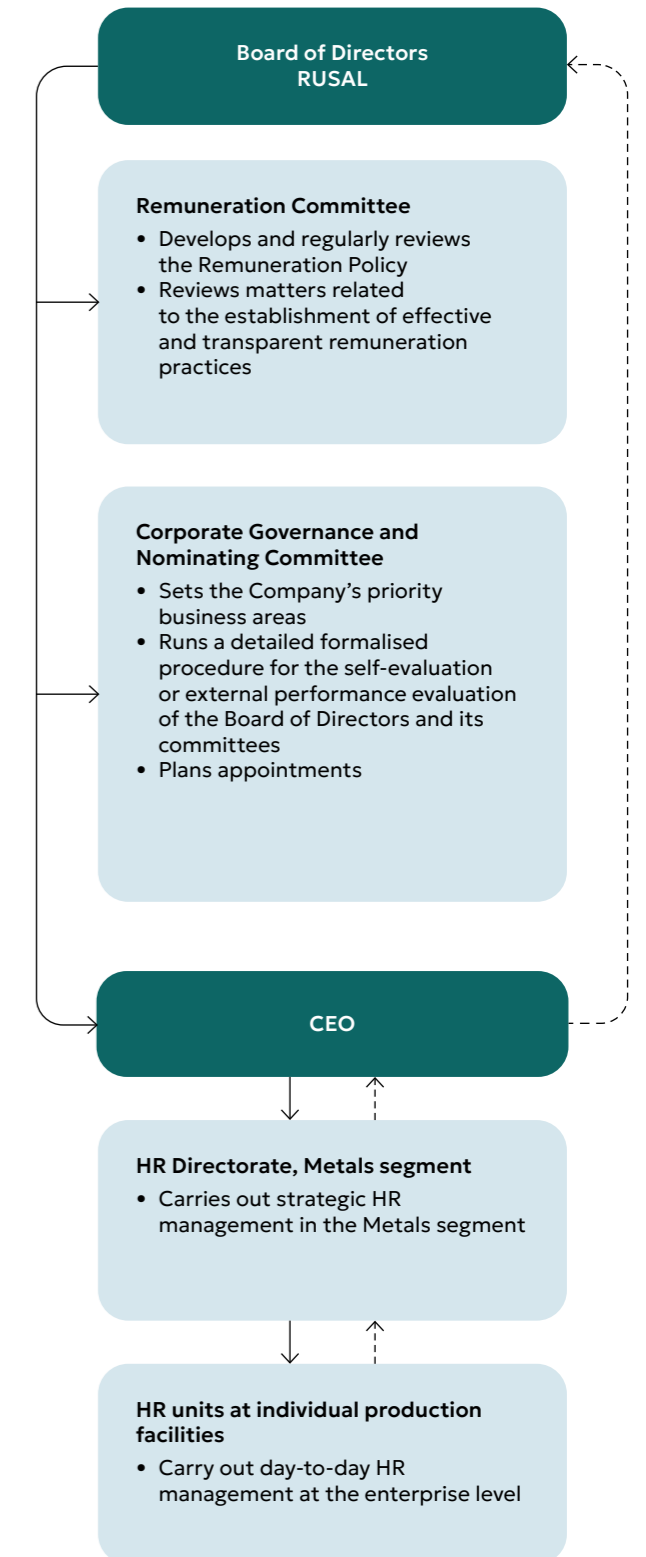 Board of Directors
RUSAL
Remuneration Committee
• Develops and regularly reviews
the Remuneration Policy
• Reviews matters related
to the establishment of effective
and transparent remuneration
practices
Corporate Governance and
Nominating Committee
• Sets the Company’s priority
business areas
• Runs a detailed formalised
procedure for the self-evaluation
or external performance evaluation
of the Board of Directors and its
committees
• Plans appointments
CEO
HR Directorate, Metals segment
• Carries out strategic HR
management in the Metals segment
HR units at individual production
facilities
• Carry out day-to-day HR
management at the enterprise level